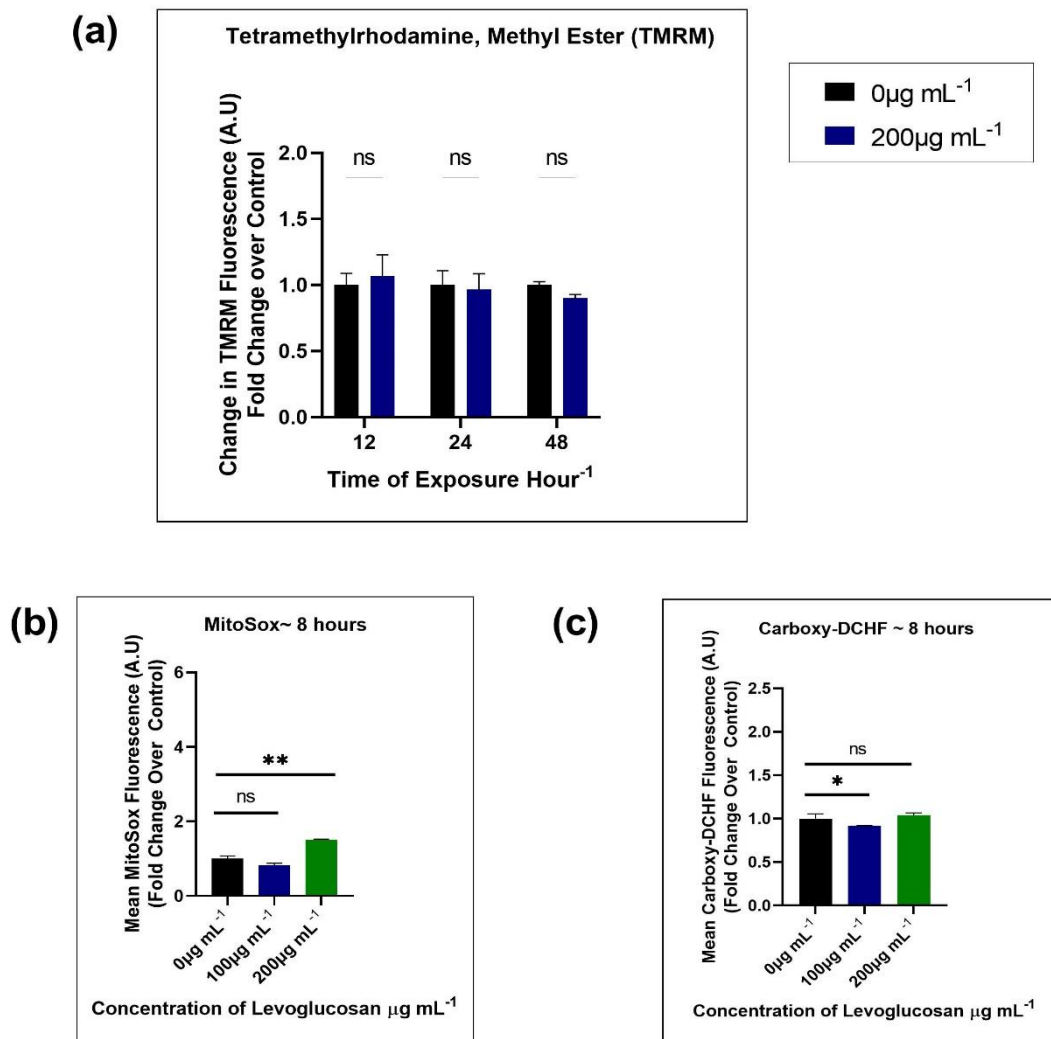 (a)
Tetramethylrhodamine, Methyl Ester (TMRM)
0µg mL-1
200µg mL-1
Change in TMRM Fluorescence (A.U)
Fold Change over Control
2.0
1.5
1.0
0.5
0.0
ns
ns
ns
12
24
48
Time of Exposure Hour-1
(b)
MitoSox~ 8 hours
Mean MitoSox Fluorescence (A.U)
(Fold Change Over Control)
6
4
2
0
**
ns
0µg mL-1
100µg mL-1
200µg mL-1
Concentration of Levoglucosan µg mL-1
(c)
Carboxy-DCHF ~ 8 hours
Mean Carboxy-DCHF Fluorescence (A.U)
(Fold Change Over Control)
2.5
2.0
1.5
1.0
0.5
0.0
ns
*
0µg mL-1
100µg mL-1
200µg mL-1
Concentration of Levoglucosan µg mL-1